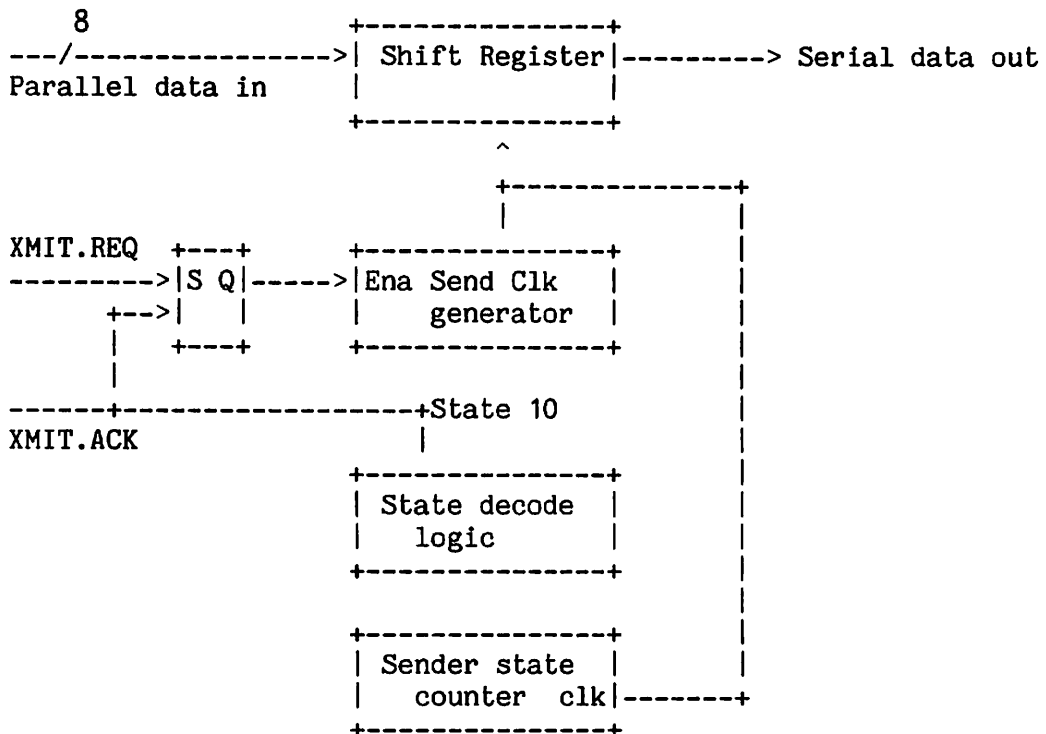 8
Shift Register
Serial data out
Parallel data in
XMIT.REQ
S Q
Ena Send Clk
generator
State 10
XMIT.ACK
State decode
logic
Sender state
counter clk